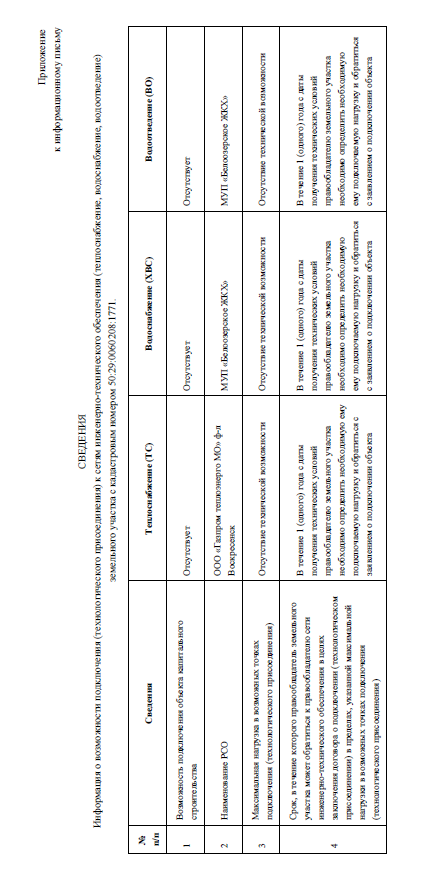 Приложение
к информационному письму
СВЕДЕНИЯ
Информация о возможности подключения (технологического присоединения) к сетям инженерно-технического обеспечения (теплоснабжение, водоснабжение, водоотведение)
земельного участка с кадастровым номером 50:29:0060208:1771.
№
п/п
Сведения
Теплоснабжение (ТС)
Водоснабжение (ХВС)
Водоотведение (ВО)
1
Возможность подключения объекта капитального
строительства
Отсутствует
Отсутствует
Отсутствует
2
Наименование РСО
ООО «Газпром теплоэнерго МО» ф-л
Воскресенск
МУП «Белоозерское ЖКХ»
МУП «Белоозерское ЖКХ»
3
Максимальная нагрузка в возможных точках
подключения (технологического присоединения)
Отсутствие технической возможности
Отсутствие технической возможности
Отсутствие технической возможности
4
Срок, в течение которого правообладатель земельного
участка может обратиться к правообладателю сети
инженерно-технического обеспечения в целях
заключения договора о подключении (технологическом
присоединении) в пределах, указанной максимальной
нагрузки в возможных точках подключения
(технологического присоединения)
В течение 1 (одного) года с даты
получения технических условий
правообладателю земельного участка
необходимо определить необходимую ему
подключаемую нагрузку и обратиться с
заявлением о подключении объекта
В течение 1 (одного) года с даты
получения технических условий
правообладателю земельного участка
необходимо определить необходимую
ему подключаемую нагрузку и обратиться
с заявлением о подключении объекта
В течение 1 (одного) года с даты
получения технических условий
правообладателю земельного участка
необходимо определить необходимую
ему подключаемую нагрузку и обратиться
с заявлением о подключении объекта